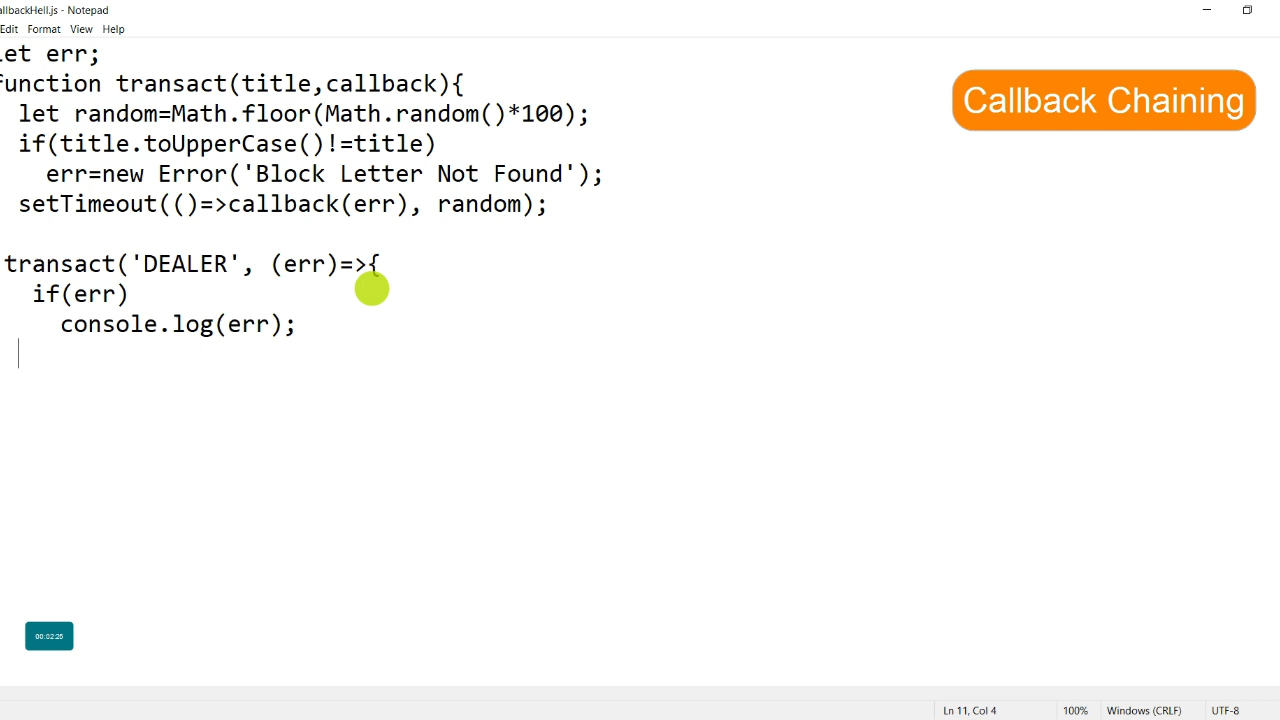 allbackHell.js - Notepad
Edit Format View Help
let err;
function transact(title,callback){
let random=Math.floor(Math.random()*100);
if(title.toUpperCase()!=title)
err=new Error('Block Letter Not Found');
setTimeout(()=>callback(err), random);
transact('DEALER', (err)=>{
if(err)
console.log(err);
Callback Chaining
00:02:25
Ln 11, Col 4
100%
Windows (CRLF)
UTF-8